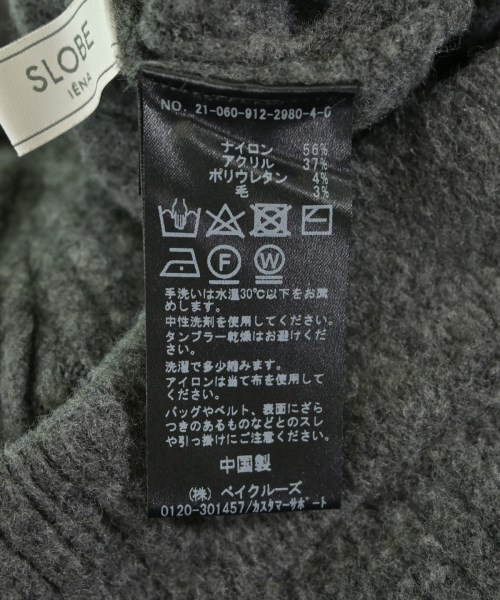 SLOBE
IÉNA
NO. 21-060-912-2980-4-0
ナイロン 56%
アクリル 37%
ポリウレタン 4%
毛 3%
F W
手洗いは水温30℃以下をお薦
めします。
中性洗剤を使用してください。
タンブラー乾燥はお避けくださ
い。
洗濯で多少縮みます。
アイロンは当て布を使用してく
ださい。
バッグやベルト、表面にざら
つきのあるものなどとのスレ
や引っ掛けにご注意ください。
中国製
(株) ベイクルーズ
0120-301457/カスタマーサポート